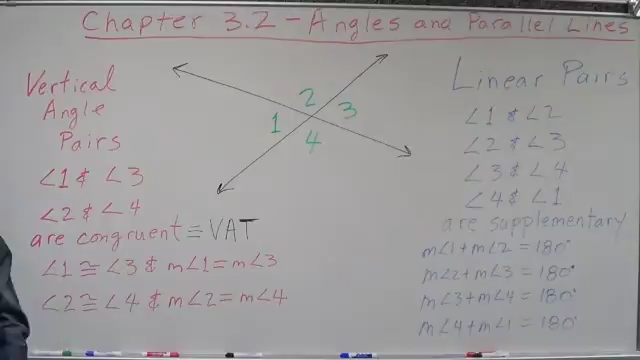 Chapter 3.2 - Angles and Parallel Lines
Vertical
Angle
Pairs
∠1 & ∠3
∠2 & ∠4
are congruent = VAT
∠1 ≅ ∠3 & m∠1 = m∠3
∠2 ≅ ∠4 & m∠2 = m∠4
2
1
3
4
Linear Pairs
∠1 & ∠2
∠2 & ∠3
∠3 & ∠4
∠4 & ∠1
are supplementary
m∠1 + m∠2 = 180°
m∠2 + m∠3 = 180°
m∠3 + m∠4 = 180°
m∠4 + m∠1 = 180°